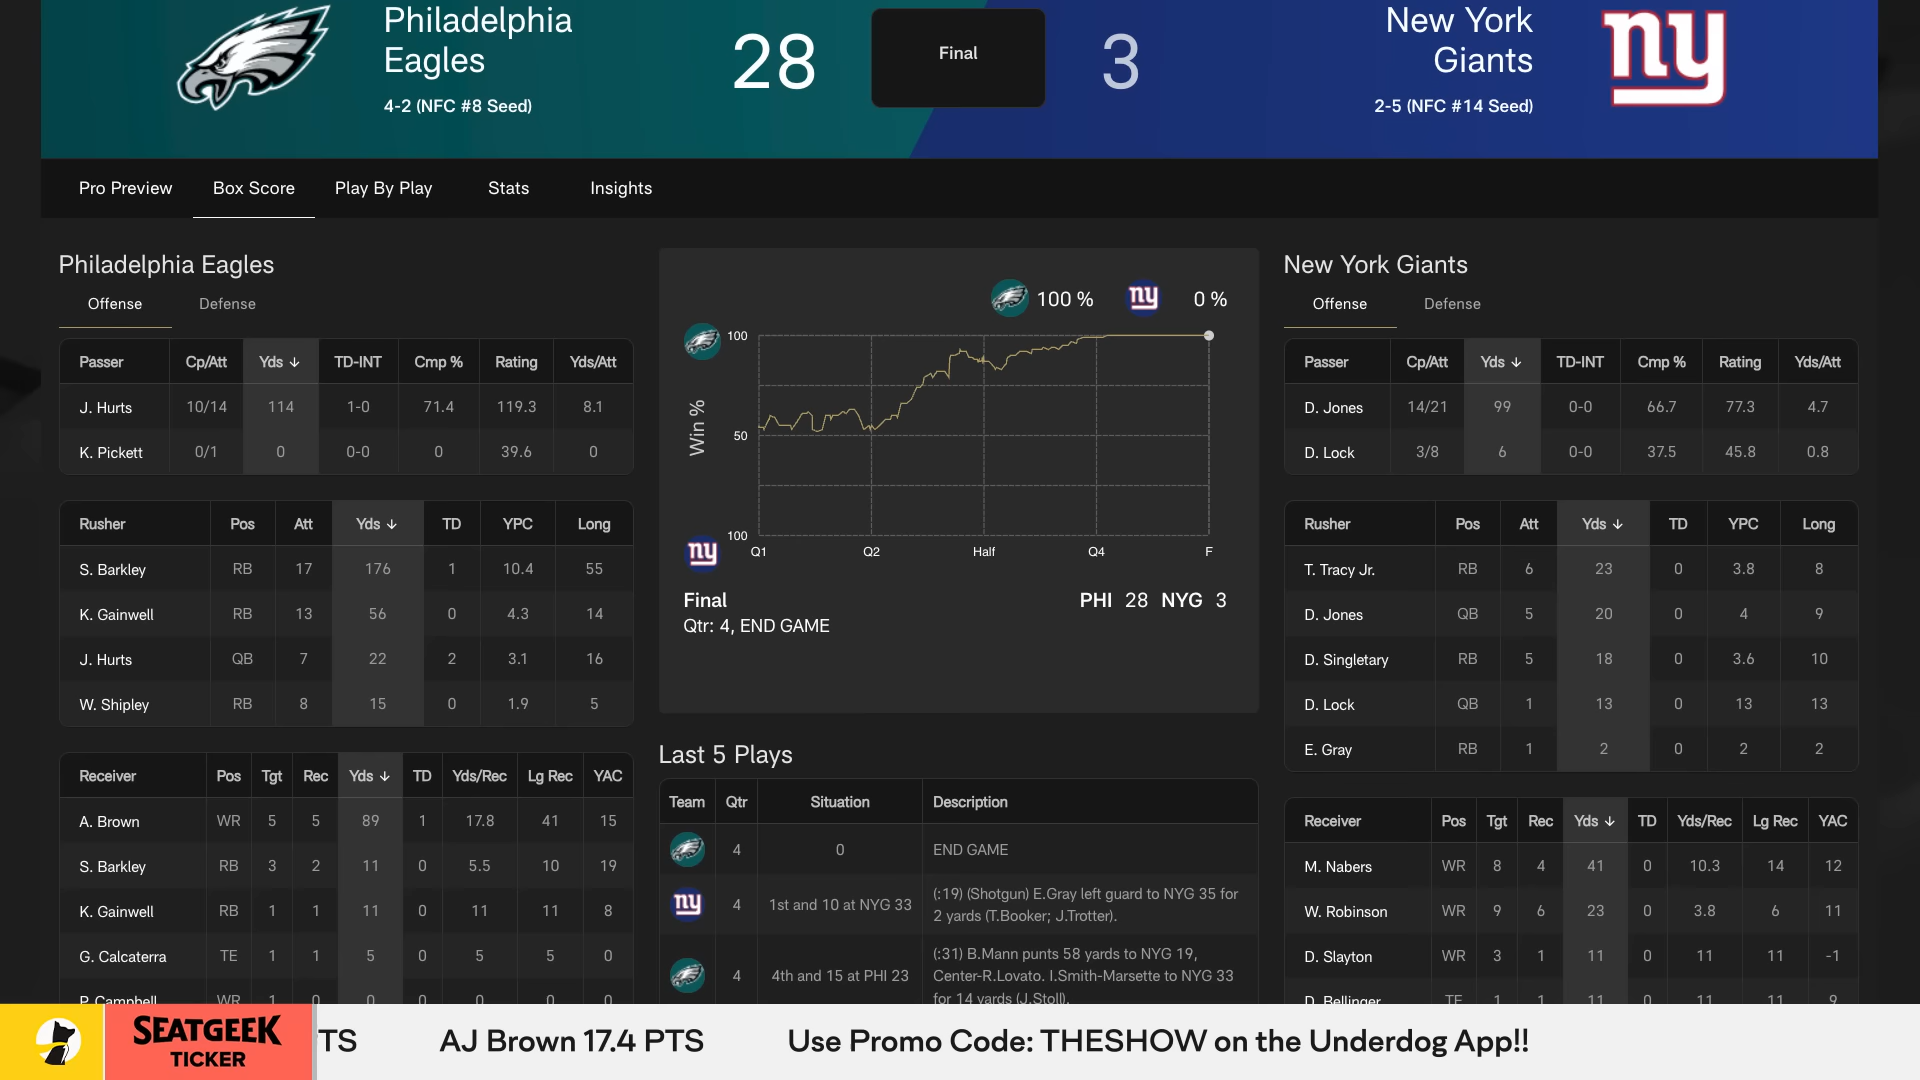 Philadelphia
Eagles
4-2 (NFC #8 Seed)
28
Final
3
New York
Giants
2-5 (NFC #14 Seed)
ny
Pro Preview Box Score Play By Play Stats Insights
Philadelphia Eagles
Offense Defense
Passer Cp/Att Yds ↓ TD-INT Cmp % Rating Yds/Att
J. Hurts 10/14 114 1-0 71.4 119.3 8.1
K. Pickett 0/1 0 0-0 0 39.6 0
Rusher Pos Att Yds ↓ TD YPC Long
S. Barkley RB 17 176 1 10.4 55
K. Gainwell RB 13 56 0 4.3 14
J. Hurts QB 7 22 2 3.1 16
W. Shipley RB 8 15 0 1.9 5
Receiver Pos Tgt Rec Yds ↓ TD Yds/Rec Lg Rec YAC
A. Brown WR 5 5 89 1 17.8 41 15
S. Barkley RB 3 2 11 0 5.5 10 19
K. Gainwell RB 1 1 11 0 11 11 8
G. Calcaterra TE 1 1 5 0 5 5 0
P. Campbell WR 1 0 0 0 0 0 0
100 % ny 0 %
100
Win %
50
ny 100
Q1 Q2 Half Q4 F
Final PHI 28 NYG 3
Qtr: 4, END GAME
Last 5 Plays
Team Qtr Situation Description
4 0 END GAME
ny 4 1st and 10 at NYG 33 (:19) (Shotgun) E.Gray left guard to NYG 35 for
2 yards (T.Booker; J.Trotter).
4 4th and 15 at PHI 23 (:31) B.Mann punts 58 yards to NYG 19,
Center-R.Lovato. I.Smith-Marsette to NYG 33
for 14 yards (J.Stoll).
New York Giants
Offense Defense
Passer Cp/Att Yds ↓ TD-INT Cmp % Rating Yds/Att
D. Jones 14/21 99 0-0 66.7 77.3 4.7
D. Lock 3/8 6 0-0 37.5 45.8 0.8
Rusher Pos Att Yds ↓ TD YPC Long
T. Tracy Jr. RB 6 23 0 3.8 8
D. Jones QB 5 20 0 4 9
D. Singletary RB 5 18 0 3.6 10
D. Lock QB 1 13 0 13 13
E. Gray RB 1 2 0 2 2
Receiver Pos Tgt Rec Yds ↓ TD Yds/Rec Lg Rec YAC
M. Nabers WR 8 4 41 0 10.3 14 12
W. Robinson WR 9 6 23 0 3.8 6 11
D. Slayton WR 3 1 11 0 11 11 -1
D. Bellinger TE 1 1 11 0 11 11 9
SEATGEEK
TICKER
TS AJ Brown 17.4 PTS Use Promo Code: THESHOW on the Underdog App!!